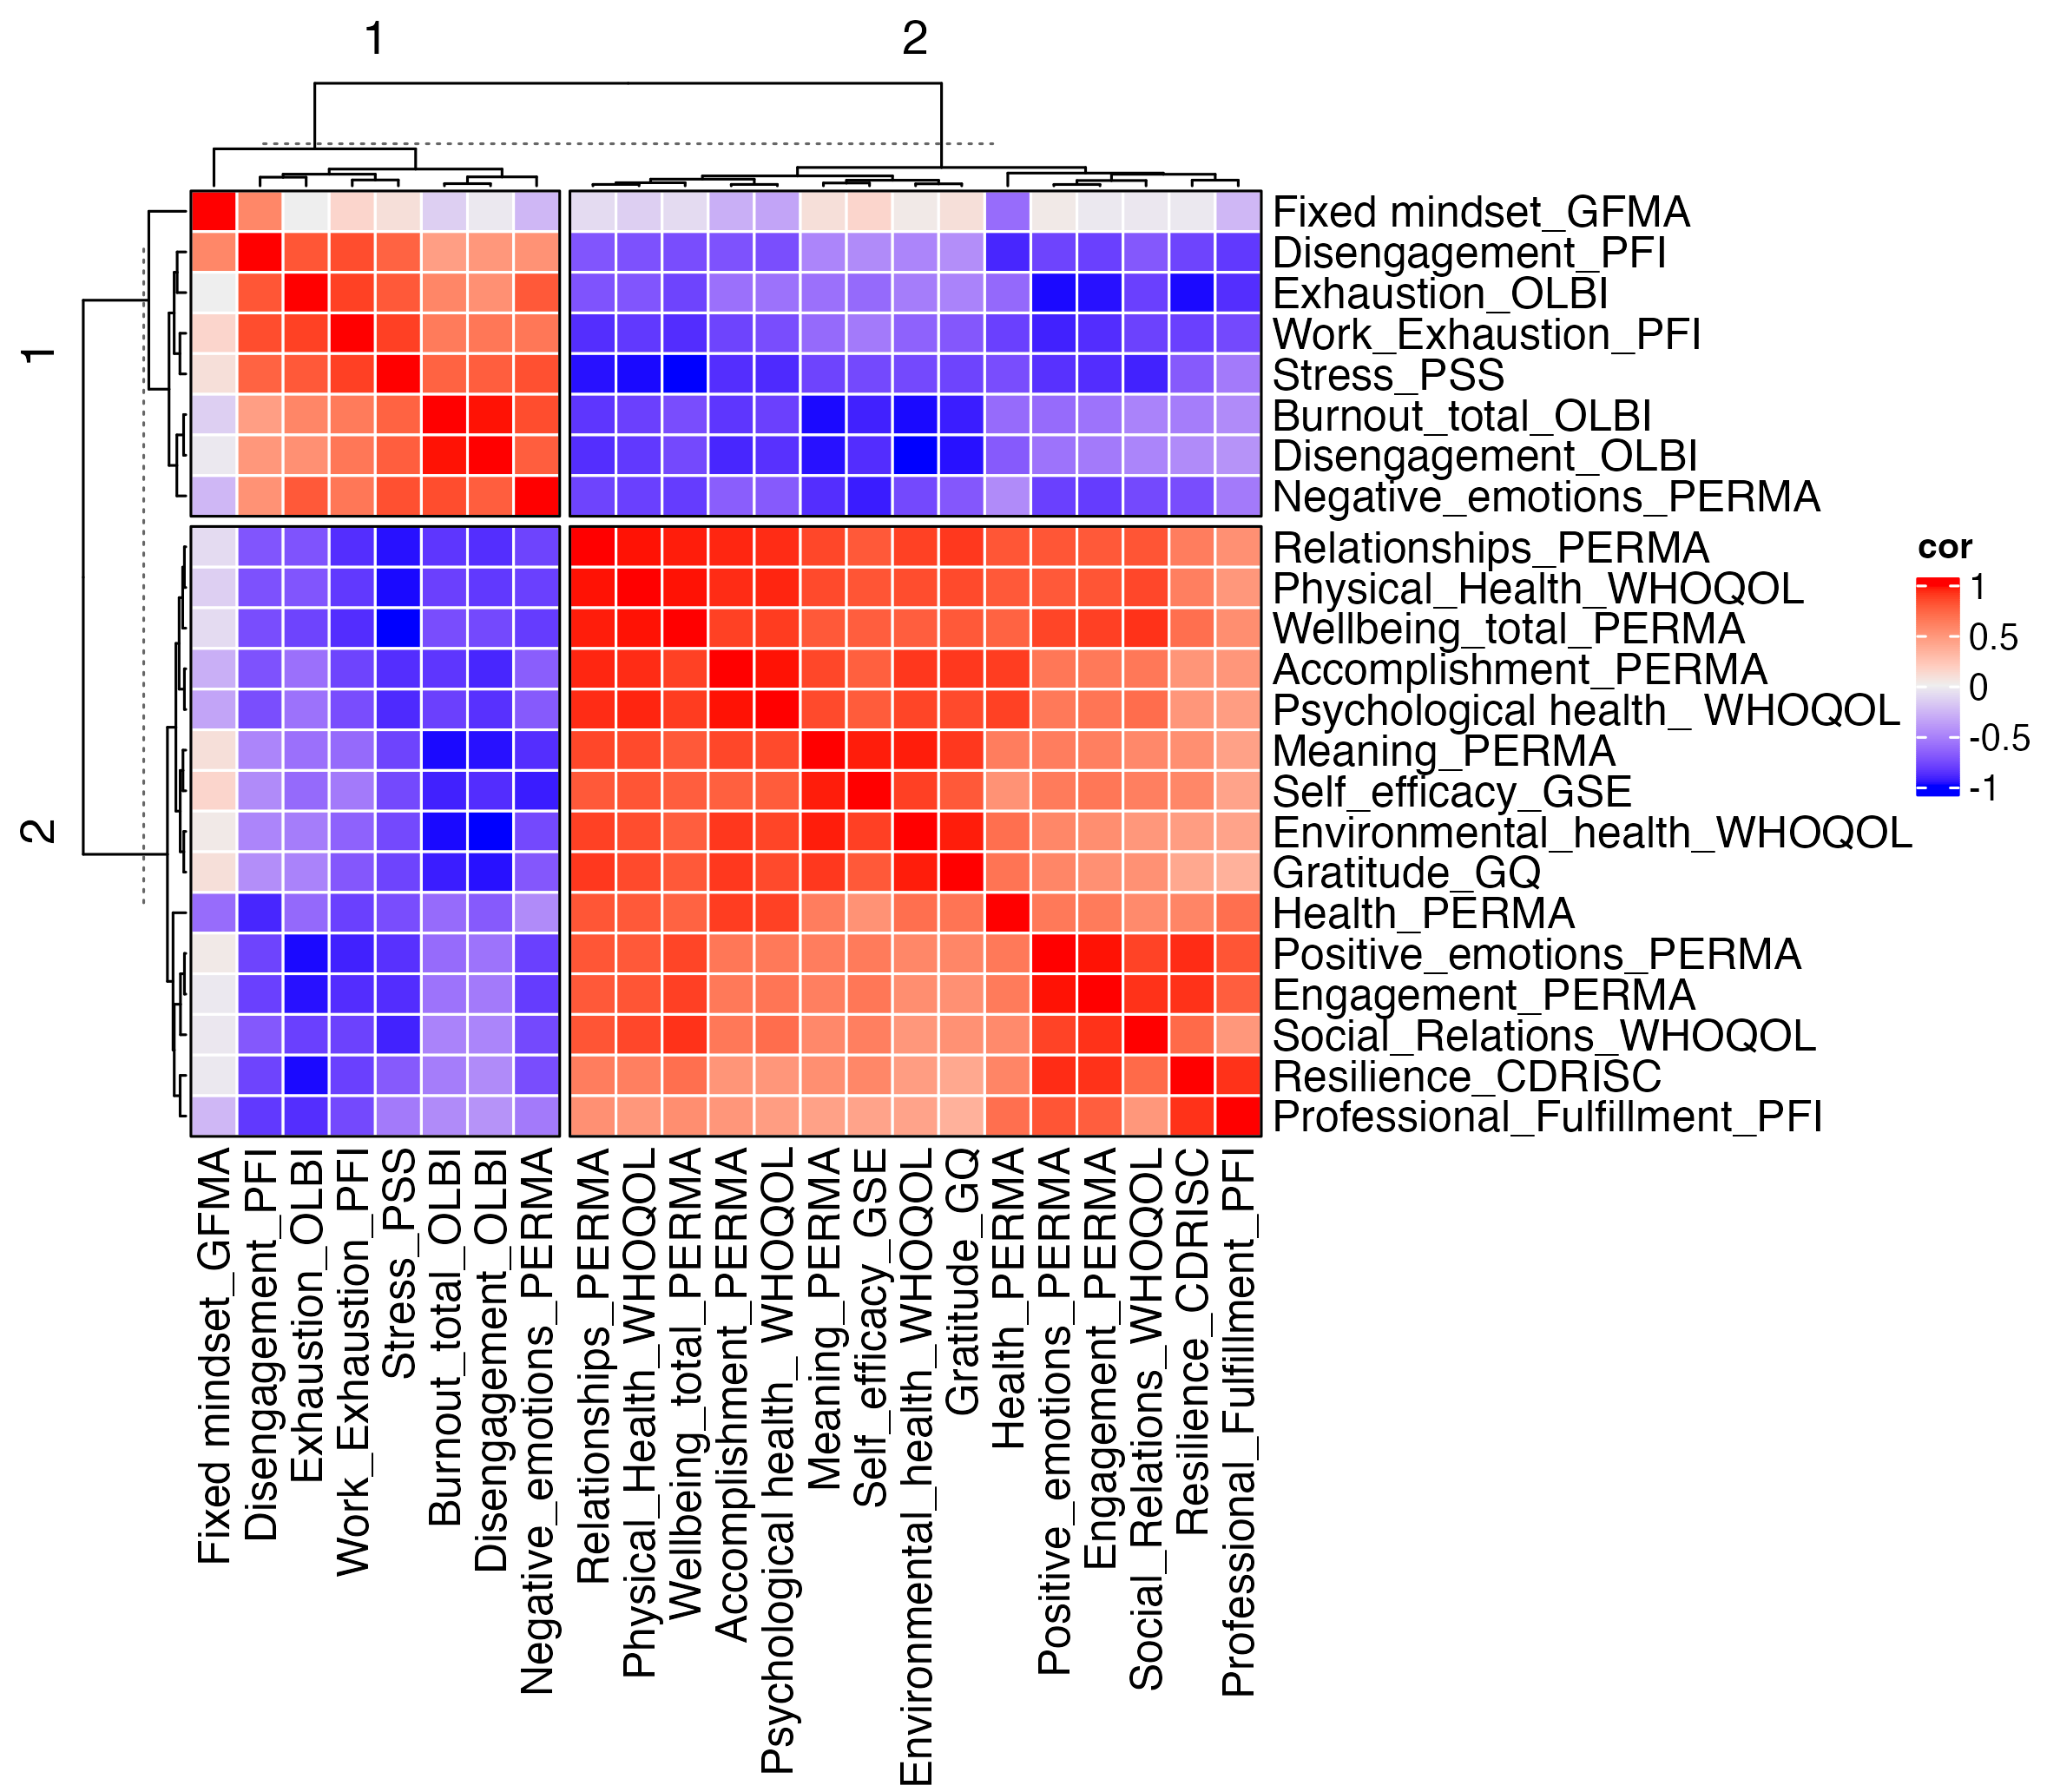 1
2
1
2
Fixed mindset_GFMA
Disengagement_PFI
Exhaustion_OLBI
Work_Exhaustion_PFI
Stress_PSS
Burnout_total_OLBI
Disengagement_OLBI
Negative_emotions_PERMA
Relationships_PERMA
Physical_Health_WHOQOL
Wellbeing_total_PERMA
Accomplishment_PERMA
Psychological health_ WHOQOL
Meaning_PERMA
Self_efficacy_GSE
Environmental_health_WHOQOL
Gratitude_GQ
Health_PERMA
Positive_emotions_PERMA
Engagement_PERMA
Social_Relations_WHOQOL
Resilience_CDRISC
Professional_Fulfillment_PFI
cor
1
0.5
0
-0.5
-1
Fixed mindset_GFMA
Disengagement_PFI
Exhaustion_OLBI
Work_Exhaustion_PFI
Stress_PSS
Burnout_total_OLBI
Disengagement_OLBI
Negative_emotions_PERMA
Relationships_PERMA
Physical_Health_WHOQOL
Wellbeing_total_PERMA
Accomplishment_PERMA
Psychological health_ WHOQOL
Meaning_PERMA
Self_efficacy_GSE
Environmental_health_WHOQOL
Gratitude_GQ
Health_PERMA
Positive_emotions_PERMA
Engagement_PERMA
Social_Relations_WHOQOL
Resilience_CDRISC
Professional_Fulfillment_PFI